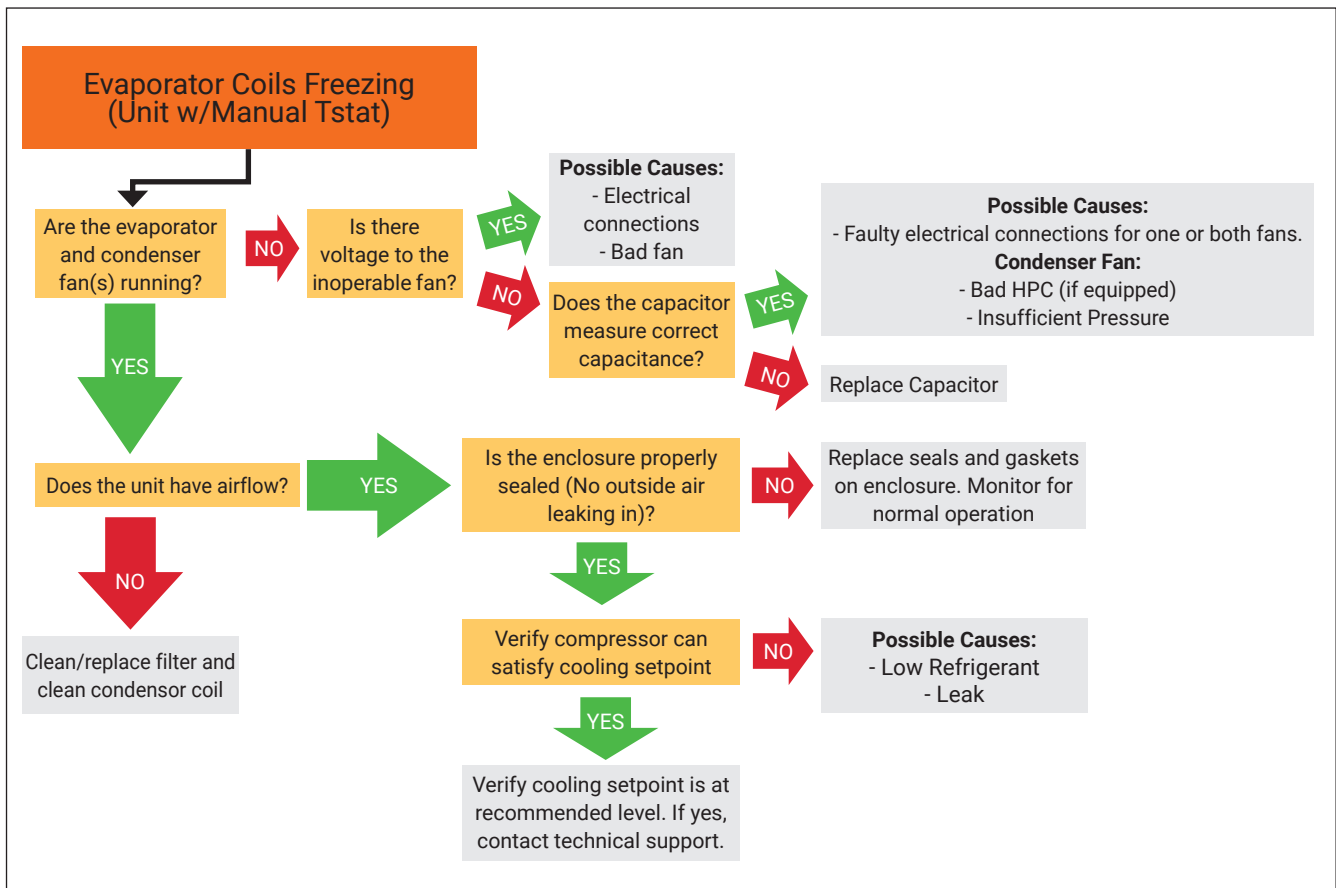 Evaporator Coils Freezing
(Unit w/Manual Tstat)
Are the evaporator
and condenser
fan(s) running?
NO
Is there
voltage to the
inoperable fan?
YES
Possible Causes:
- Electrical
connections
- Bad fan
NO
Does the capacitor
measure correct
capacitance?
YES
Possible Causes:
- Faulty electrical connections for one or both fans.
Condenser Fan:
- Bad HPC (if equipped)
- Insufficient Pressure
NO
Replace Capacitor
YES
Does the unit have airflow?
YES
Is the enclosure properly
sealed (No outside air
leaking in)?
NO
Replace seals and gaskets
on enclosure. Monitor for
normal operation
NO
Clean/replace filter and
clean condensor coil
YES
Verify compressor can
satisfy cooling setpoint
NO
Possible Causes:
- Low Refrigerant
- Leak
YES
Verify cooling setpoint is at
recommended level. If yes,
contact technical support.